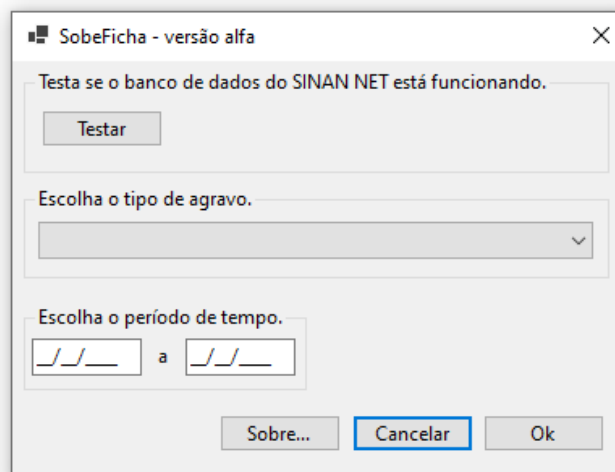 SobeFicha - versão alfa
Testa se o banco de dados do SINAN NET está funcionando.
Testar
Escolha o tipo de agravo.
Escolha o período de tempo.
__/__/____ a __/__/____
Sobre... Cancelar Ok